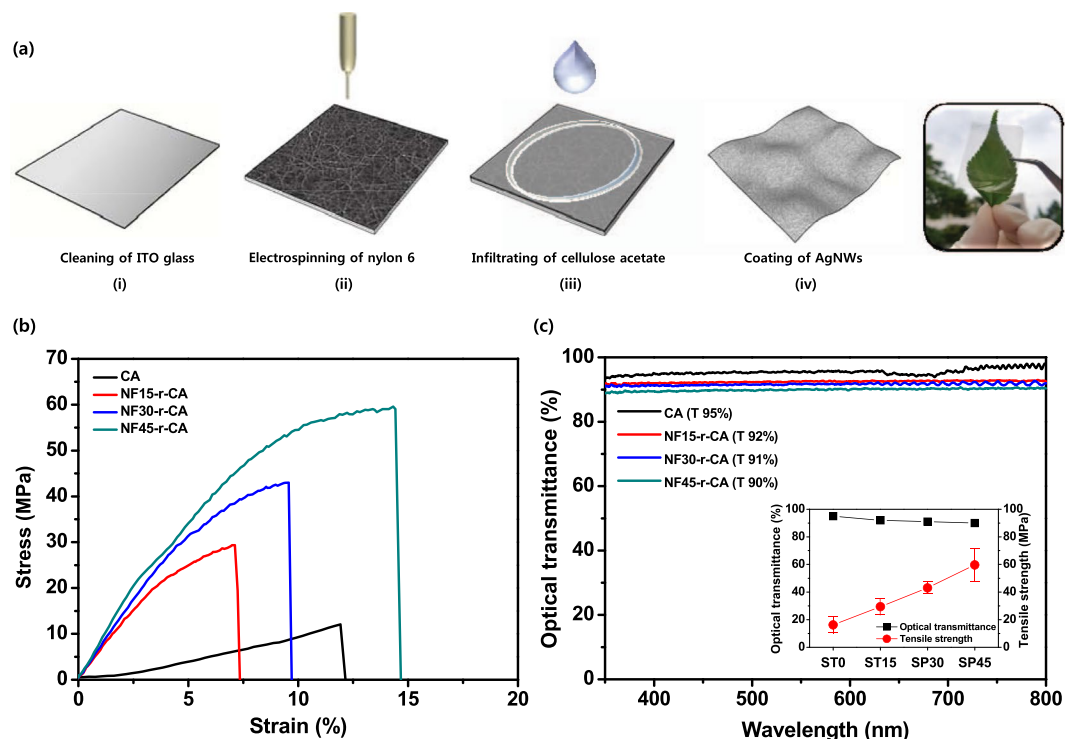 (a)
Cleaning of ITO glass
(i)
Electrospinning of nylon 6
(ii)
Infiltrating of cellulose acetate
(iii)
Coating of AgNWs
(iv)
(b)
Stress (MPa)
70
60
50
40
30
20
10
0
CA
NF15-r-CA
NF30-r-CA
NF45-r-CA
0 5 10 15 20 25
Strain (%)
(c)
Optical transmittance (%)
100
80
60
40
20
0
CA (T 95%)
NF15-r-CA (T 92%)
NF30-r-CA (T 91%)
NF45-r-CA (T 90%)
Optical transmittance (%)
100
80
60
40
20
0
Optical transmittance
Tensile strength
ST0 ST15 SP30 SP45
100
80
60
40
20
0
Tensile strength (MPa)
400 500 600 700 800
Wavelength (nm)